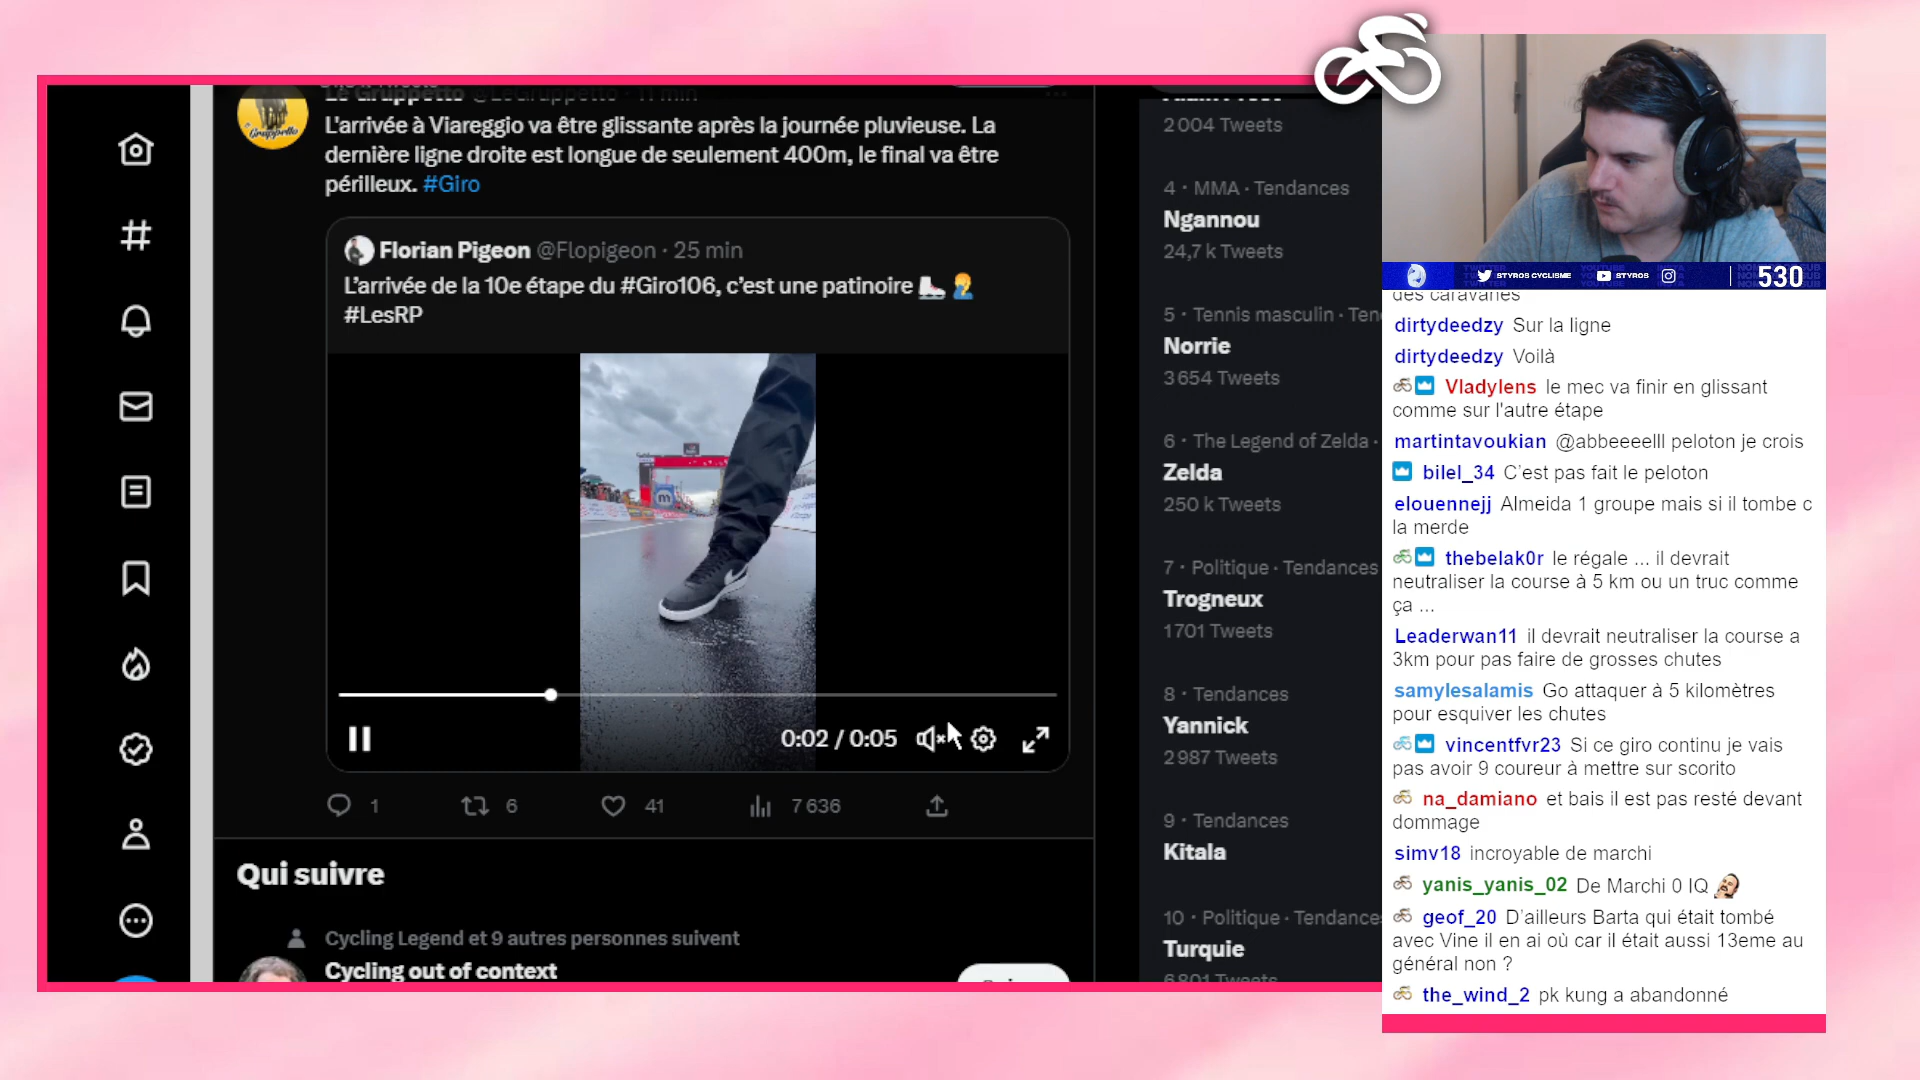 Le Gruppetto @LeGruppetto · 11 min
L'arrivée à Viareggio va être glissante après la journée pluvieuse. La
dernière ligne droite est longue de seulement 400m, le final va être
périlleux. #Giro
Florian Pigeon @Flopigeon · 25 min
L'arrivée de la 10e étape du #Giro106, c'est une patinoire
#LesRP
0:02 / 0:05
1
6
41
7 636
Qui suivre
Cycling Legend et 9 autres personnes suivent
Cycling out of context
2 004 Tweets
4 · MMA · Tendances
Ngannou
24,7 k Tweets
5 · Tennis masculin · Ten
Norrie
3 654 Tweets
6 · The Legend of Zelda ·
Zelda
250 k Tweets
7 · Politique · Tendances
Trogneux
1 701 Tweets
8 · Tendances
Yannick
2 987 Tweets
9 · Tendances
Kitala
10 · Politique · Tendances
Turquie
6 801 Tweets
STYROS CYCLISME
STYROS
530
des caravanes
dirtydeedzy Sur la ligne
dirtydeedzy Voilà
Vladylens le mec va finir en glissant
comme sur l'autre étape
martintavoukian @abbeeeelll peloton je crois
bilel_34 C'est pas fait le peloton
elouennejj Almeida 1 groupe mais si il tombe c
la merde
thebelak0r le régale ... il devrait
neutraliser la course à 5 km ou un truc comme
ça ...
Leaderwan11 il devrait neutraliser la course a
3km pour pas faire de grosses chutes
samylesalamis Go attaquer à 5 kilomètres
pour esquiver les chutes
vincentfvr23 Si ce giro continu je vais
pas avoir 9 coureur à mettre sur scorito
na_damiano et bais il est pas resté devant
dommage
simv18 incroyable de marchi
yanis_yanis_02 De Marchi 0 IQ
geof_20 D'ailleurs Barta qui était tombé
avec Vine il en ai où car il était aussi 13eme au
général non ?
the_wind_2 pk kung a abandonné